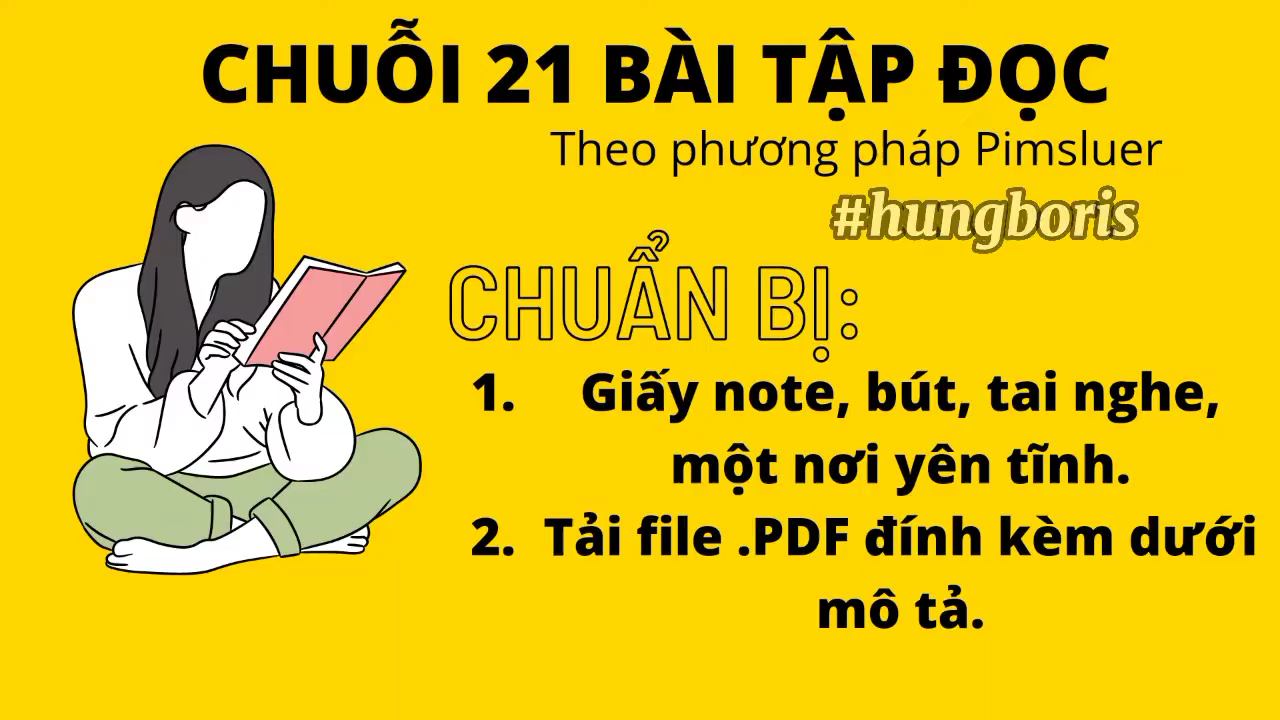 CHUỖI 21 BÀI TẬP ĐỌC
Theo phương pháp Pimsluer
#hungboris
CHUẨN BỊ:
1. Giấy note, bút, tai nghe,
một nơi yên tĩnh.
2. Tải file .PDF đính kèm dưới
mô tả.